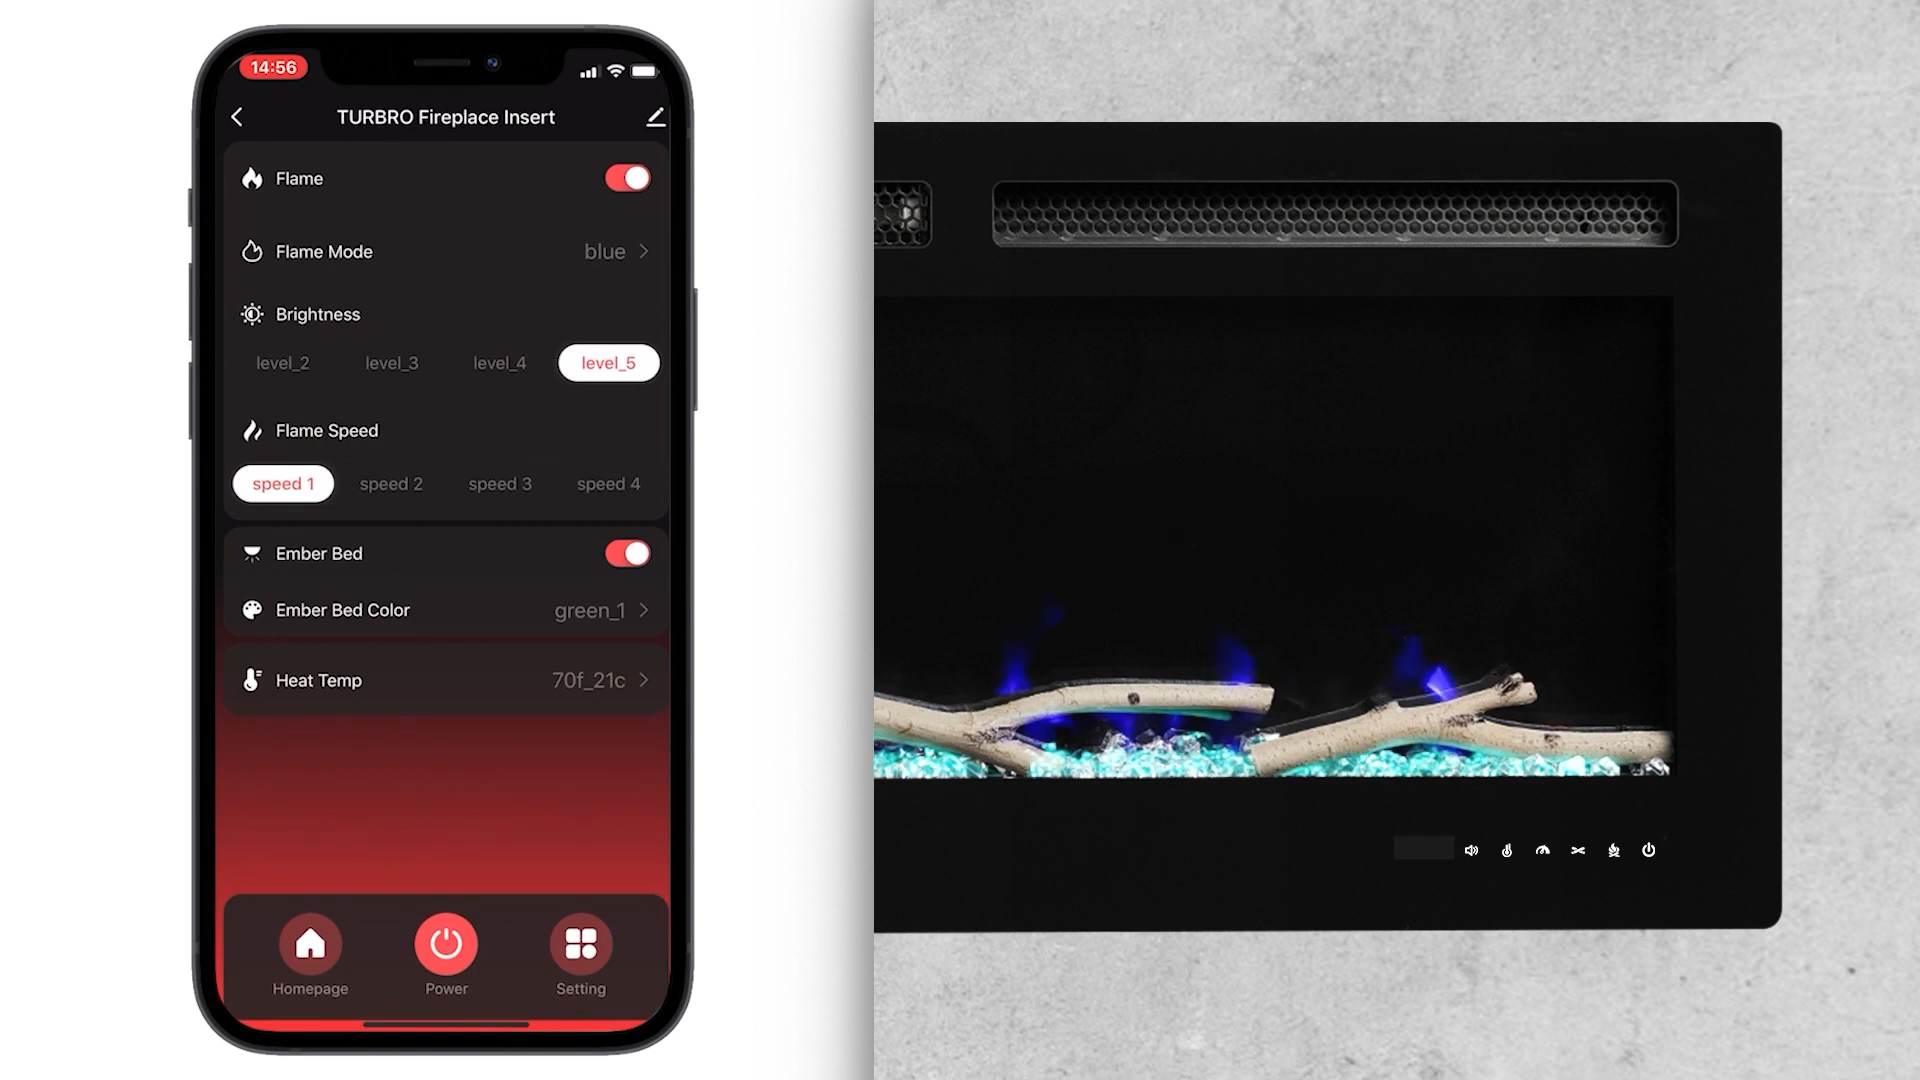 14:56
TURBRO Fireplace Insert
Flame
Flame Mode blue
Brightness
level_2 level_3 level_4 level_5
Flame Speed
speed 1 speed 2 speed 3 speed 4
Ember Bed
Ember Bed Color green_1
Heat Temp 70f_21c
Homepage Power Setting